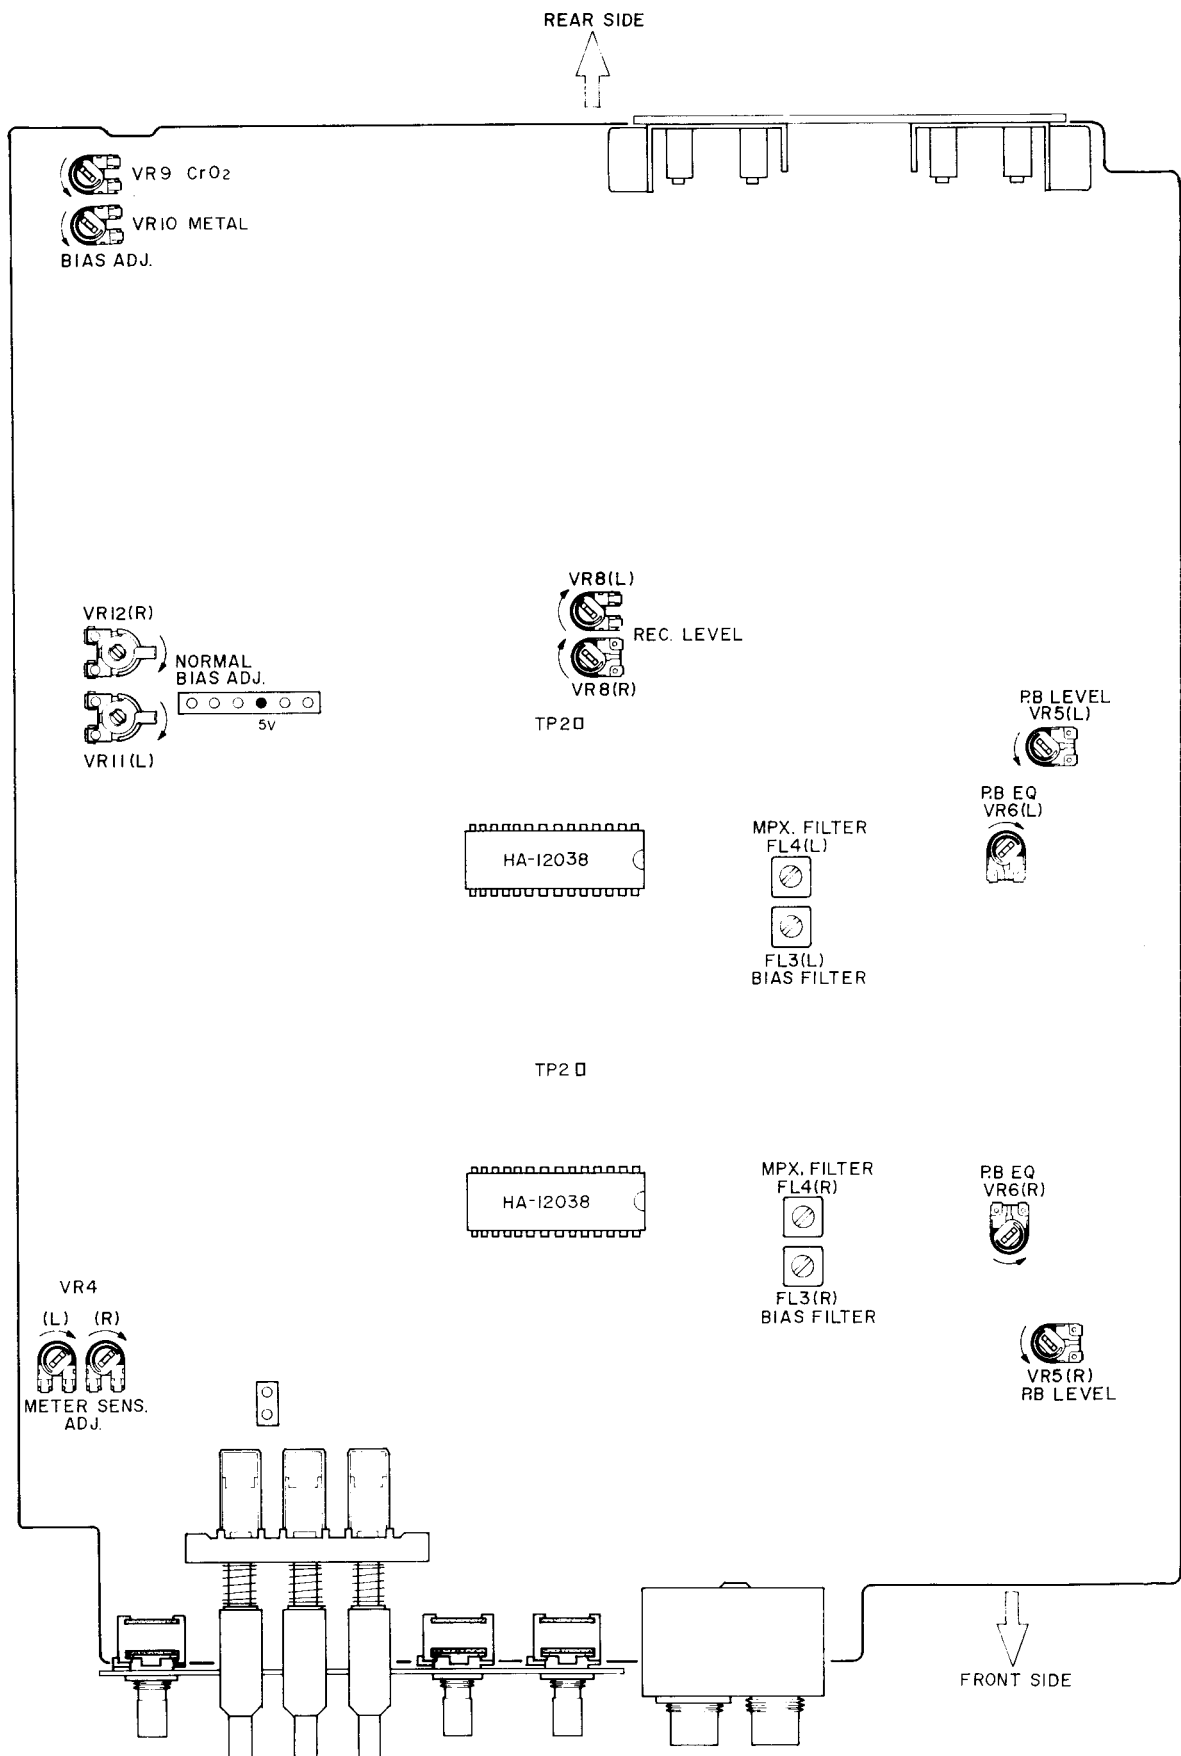 REAR SIDE
VR9 CrO2
VR10 METAL
BIAS ADJ.
VR8(L)
REC. LEVEL
VR8(R)
VR12(R)
NORMAL
BIAS ADJ.
5V
VR11(L)
TP2
P.B LEVEL
VR5(L)
P.B EQ
VR6(L)
MPX. FILTER
FL4(L)
HA-12038
FL3(L)
BIAS FILTER
TP2
MPX. FILTER
FL4(R)
HA-12038
FL3(R)
BIAS FILTER
P.B EQ
VR6(R)
VR4
(L) (R)
METER SENS.
ADJ.
VR5(R)
P.B LEVEL
FRONT SIDE